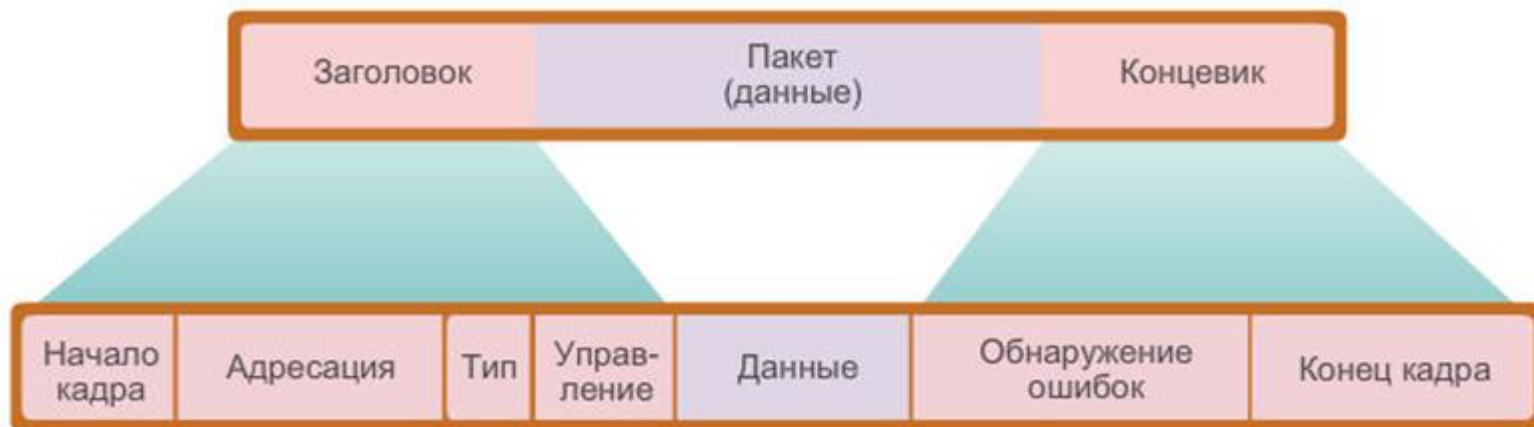 Заголовок
Пакет
(данные)
Концевик
Начало
кадра
Адресация
Тип
Управ-
ление
Данные
Обнаружение
ошибок
Конец кадра